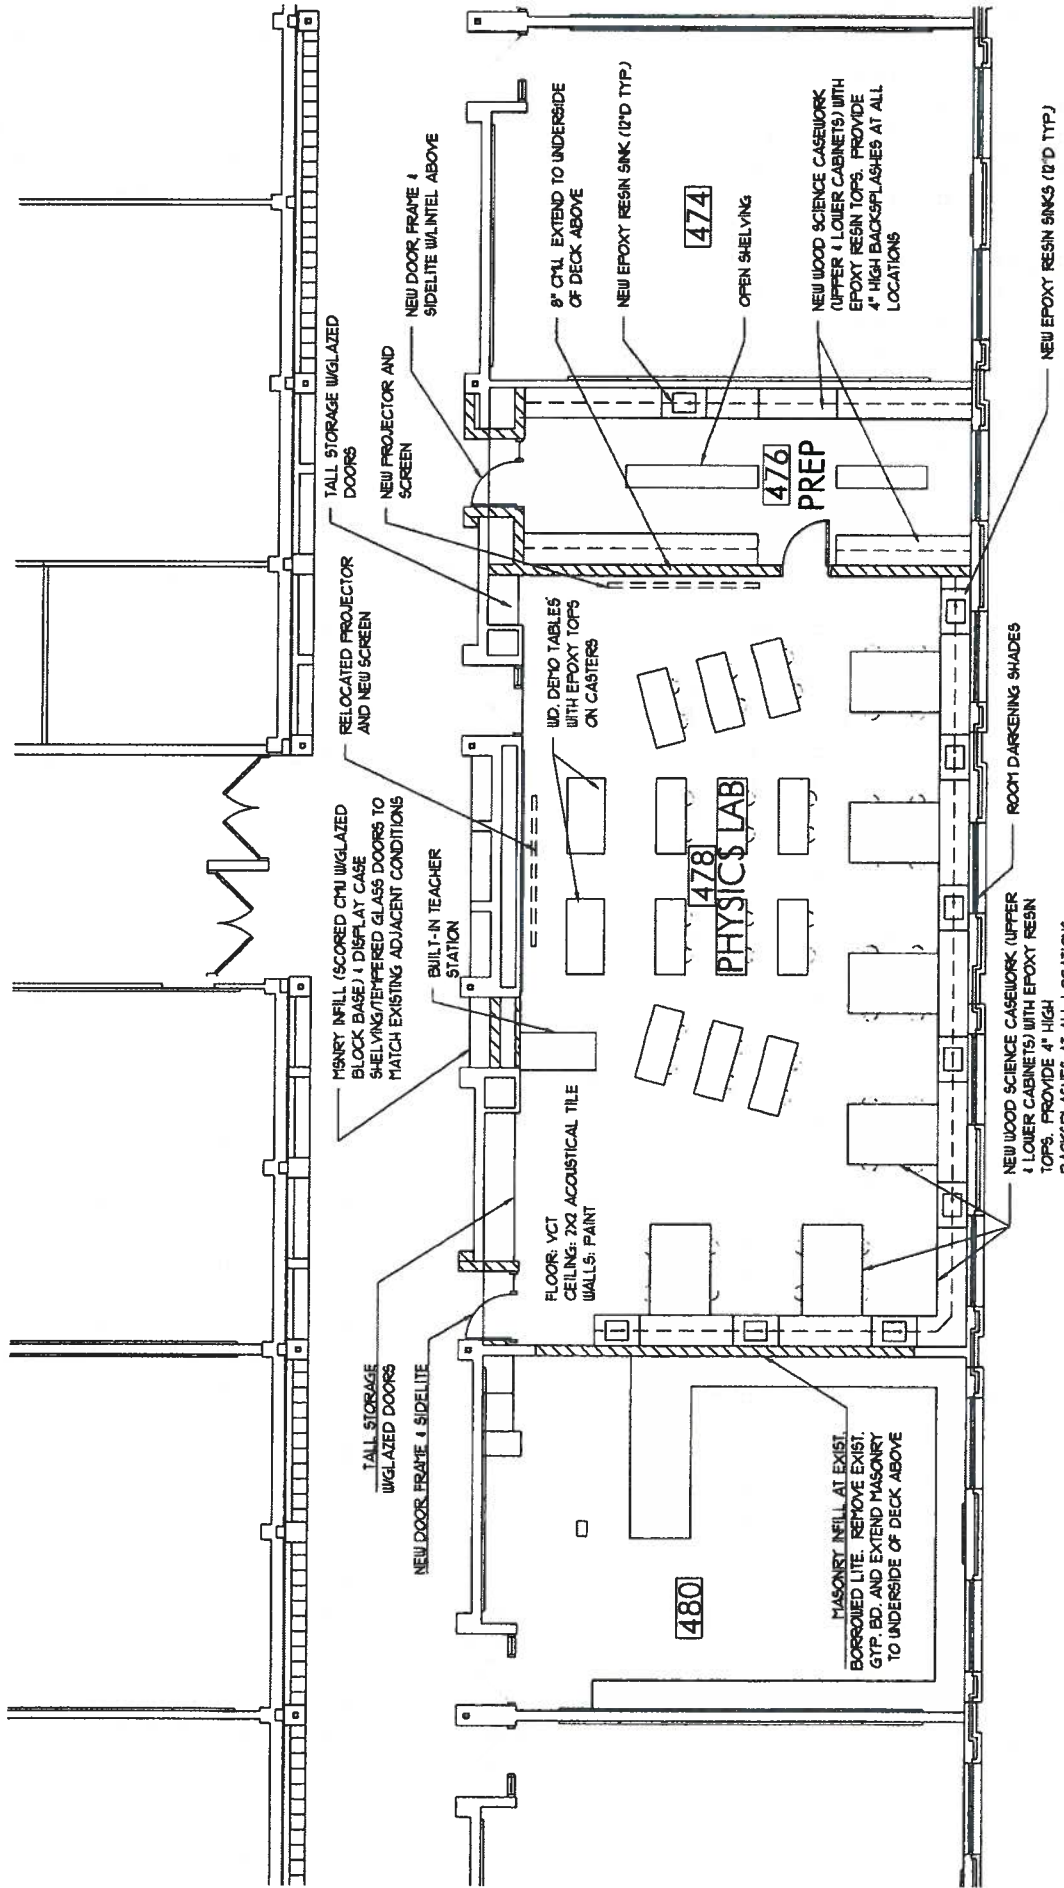 TALL STORAGE
W/GLAZED DOORS
NEW DOOR, FRAME & SIDELITE
MSNRY INFILL (SCORED CMU W/GLAZED
BLOCK BASE) & DISPLAY CASE
SHELVING/TEMPERED GLASS DOORS TO
MATCH EXISTING ADJACENT CONDITIONS
BUILT-IN TEACHER
STATION
RELOCATED PROJECTOR
AND NEW SCREEN
TALL STORAGE W/GLAZED
DOORS
NEW PROJECTOR AND
SCREEN
NEW DOOR, FRAME &
SIDELITE W/LINTEL ABOVE
8" CMU. EXTEND TO UNDERSIDE
OF DECK ABOVE
NEW EPOXY RESIN SINK (12"D TYP.)
OPEN SHELVING
NEW WOOD SCIENCE CASEWORK
(UPPER & LOWER CABINETS) WITH
EPOXY RESIN TOPS. PROVIDE
4" HIGH BACKSPLASHES AT ALL
LOCATIONS
WD. DEMO TABLES
WITH EPOXY TOPS
ON CASTERS
FLOOR: VCT
CEILING: 2X2 ACOUSTICAL TILE
WALLS: PAINT
480
478
PHYSICS LAB
476
PREP
474
MASONRY INFILL AT EXIST.
BORROWED LITE. REMOVE EXIST.
GYP. BD. AND EXTEND MASONRY
TO UNDERSIDE OF DECK ABOVE
NEW WOOD SCIENCE CASEWORK (UPPER
& LOWER CABINETS) WITH EPOXY RESIN
TOPS. PROVIDE 4" HIGH
BACKSPLASHES AT ALL LOCATIONS
ROOM DARKENING SHADES
NEW EPOXY RESIN SINKS (12"D TYP.)